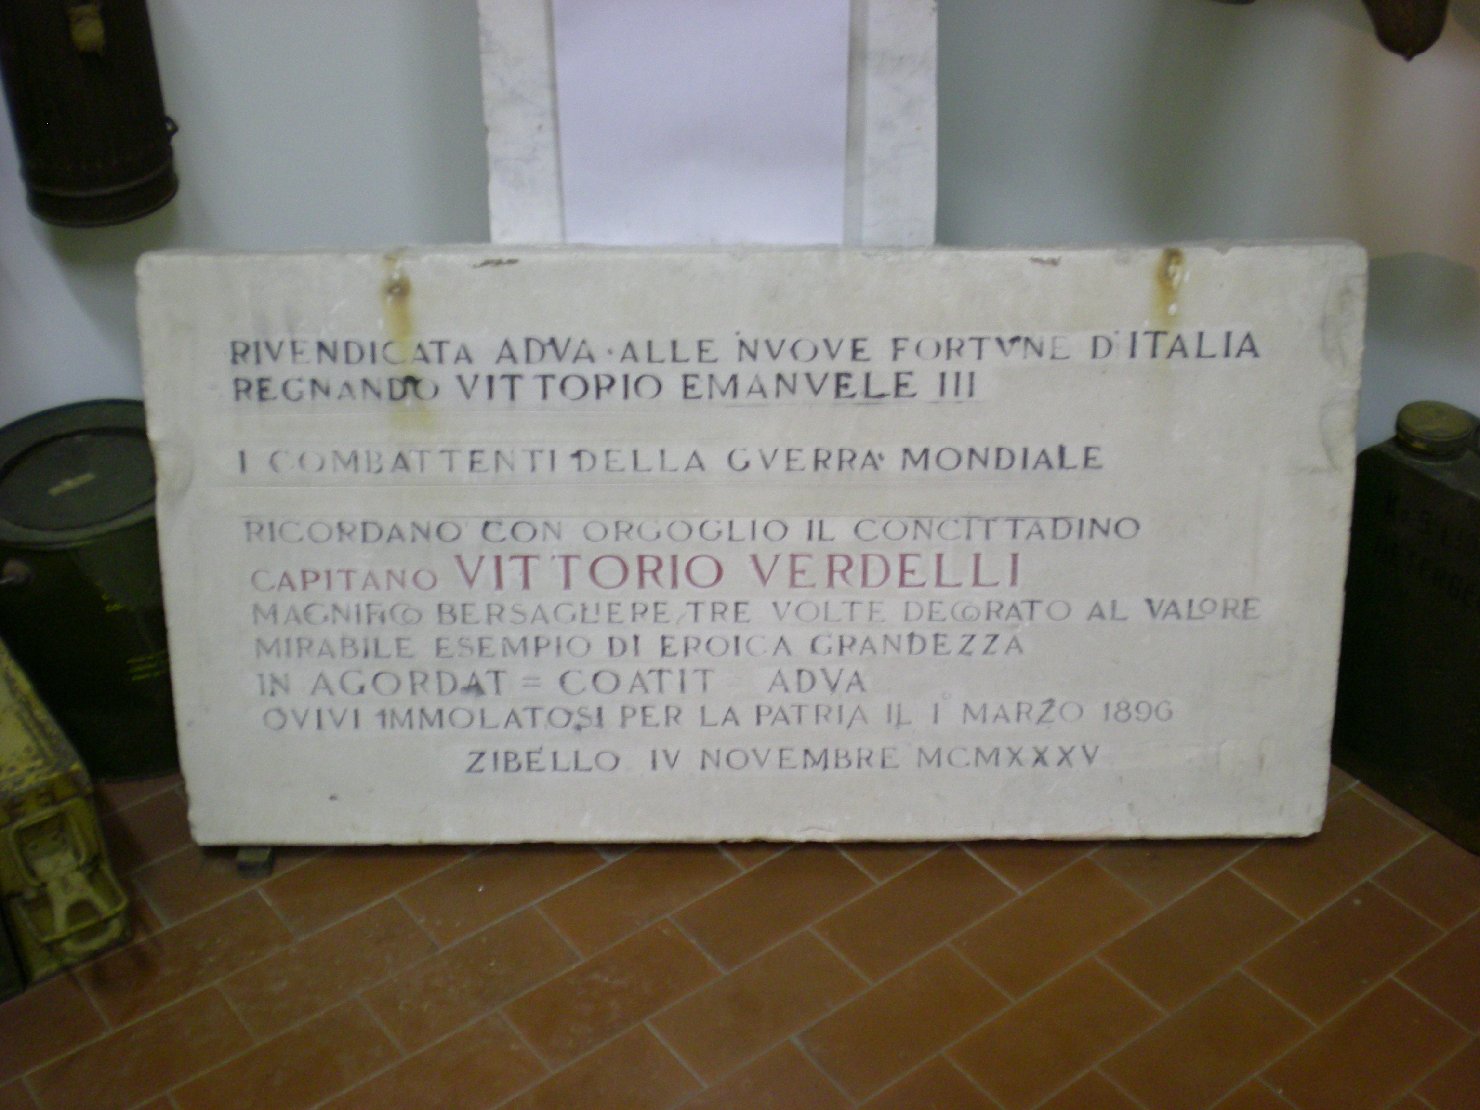 RIVENDICATA ADVA · ALLE NVOVE FORTVNE D'ITALIA
REGNANDO VITTORIO EMANVELE III
I COMBATTENTI DELLA GVERRA MONDIALE
RICORDANO CON ORGOGLIO IL CONCITTADINO
CAPITANO VITTORIO VERDELLI
MAGNIFICO BERSAGLIERE, TRE VOLTE DECORATO AL VALORE
MIRABILE ESEMPIO DI EROICA GRANDEZZA
IN AGORDAT = COATIT = ADVA
QVIVI IMMOLATOSI PER LA PATRIA IL 1° MARZO 1896
ZIBELLO IV NOVEMBRE MCMXXXV